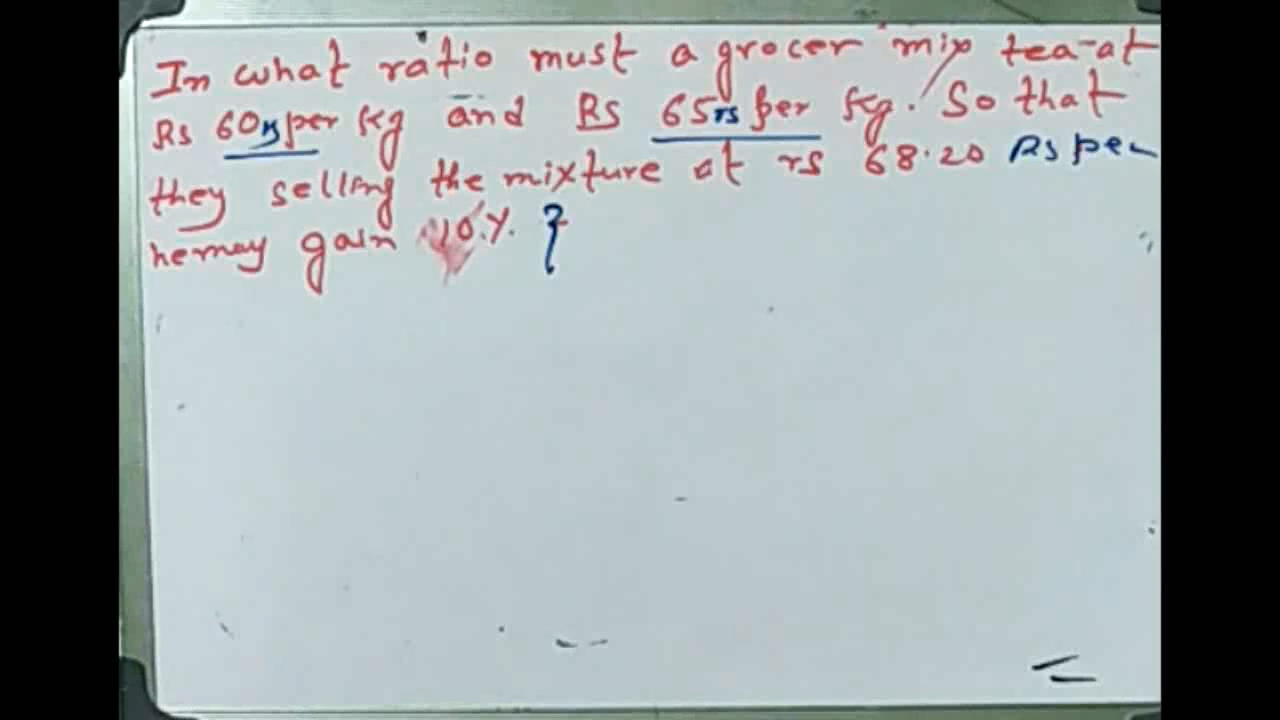 In what ratio must a grocer mix tea-at
Rs 60rs per kg and Rs 65rs per kg. So that
they selling the mixture at rs 68.20 Rs per
he may gain 10%. ?